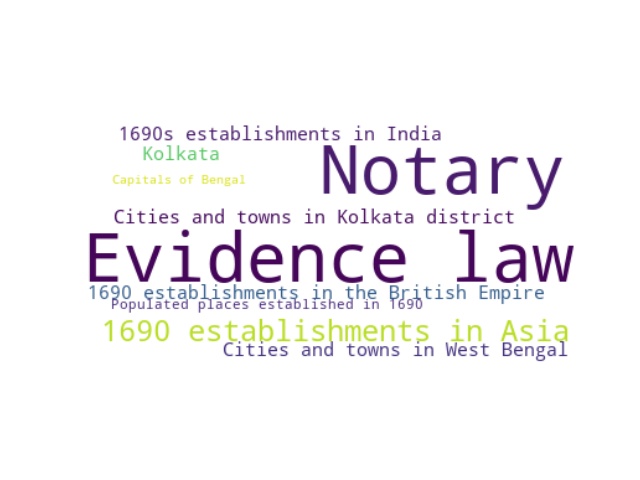 1690s establishments in India
Kolkata
Notary
Capitals of Bengal
Cities and towns in Kolkata district
Evidence law
1690 establishments in the British Empire
Populated places established in 1690
1690 establishments in Asia
Cities and towns in West Bengal